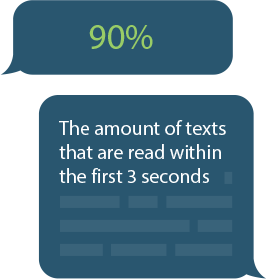 90%
The amount of texts
that are read within
the first 3 seconds